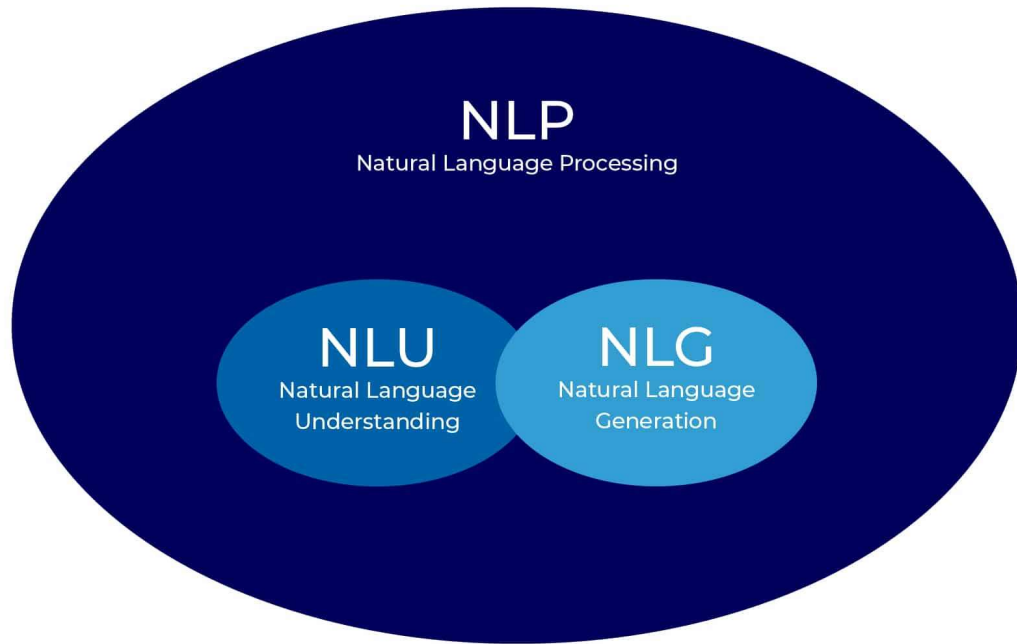 NLP
Natural Language Processing
NLU
Natural Language
Understanding
NLG
Natural Language
Generation